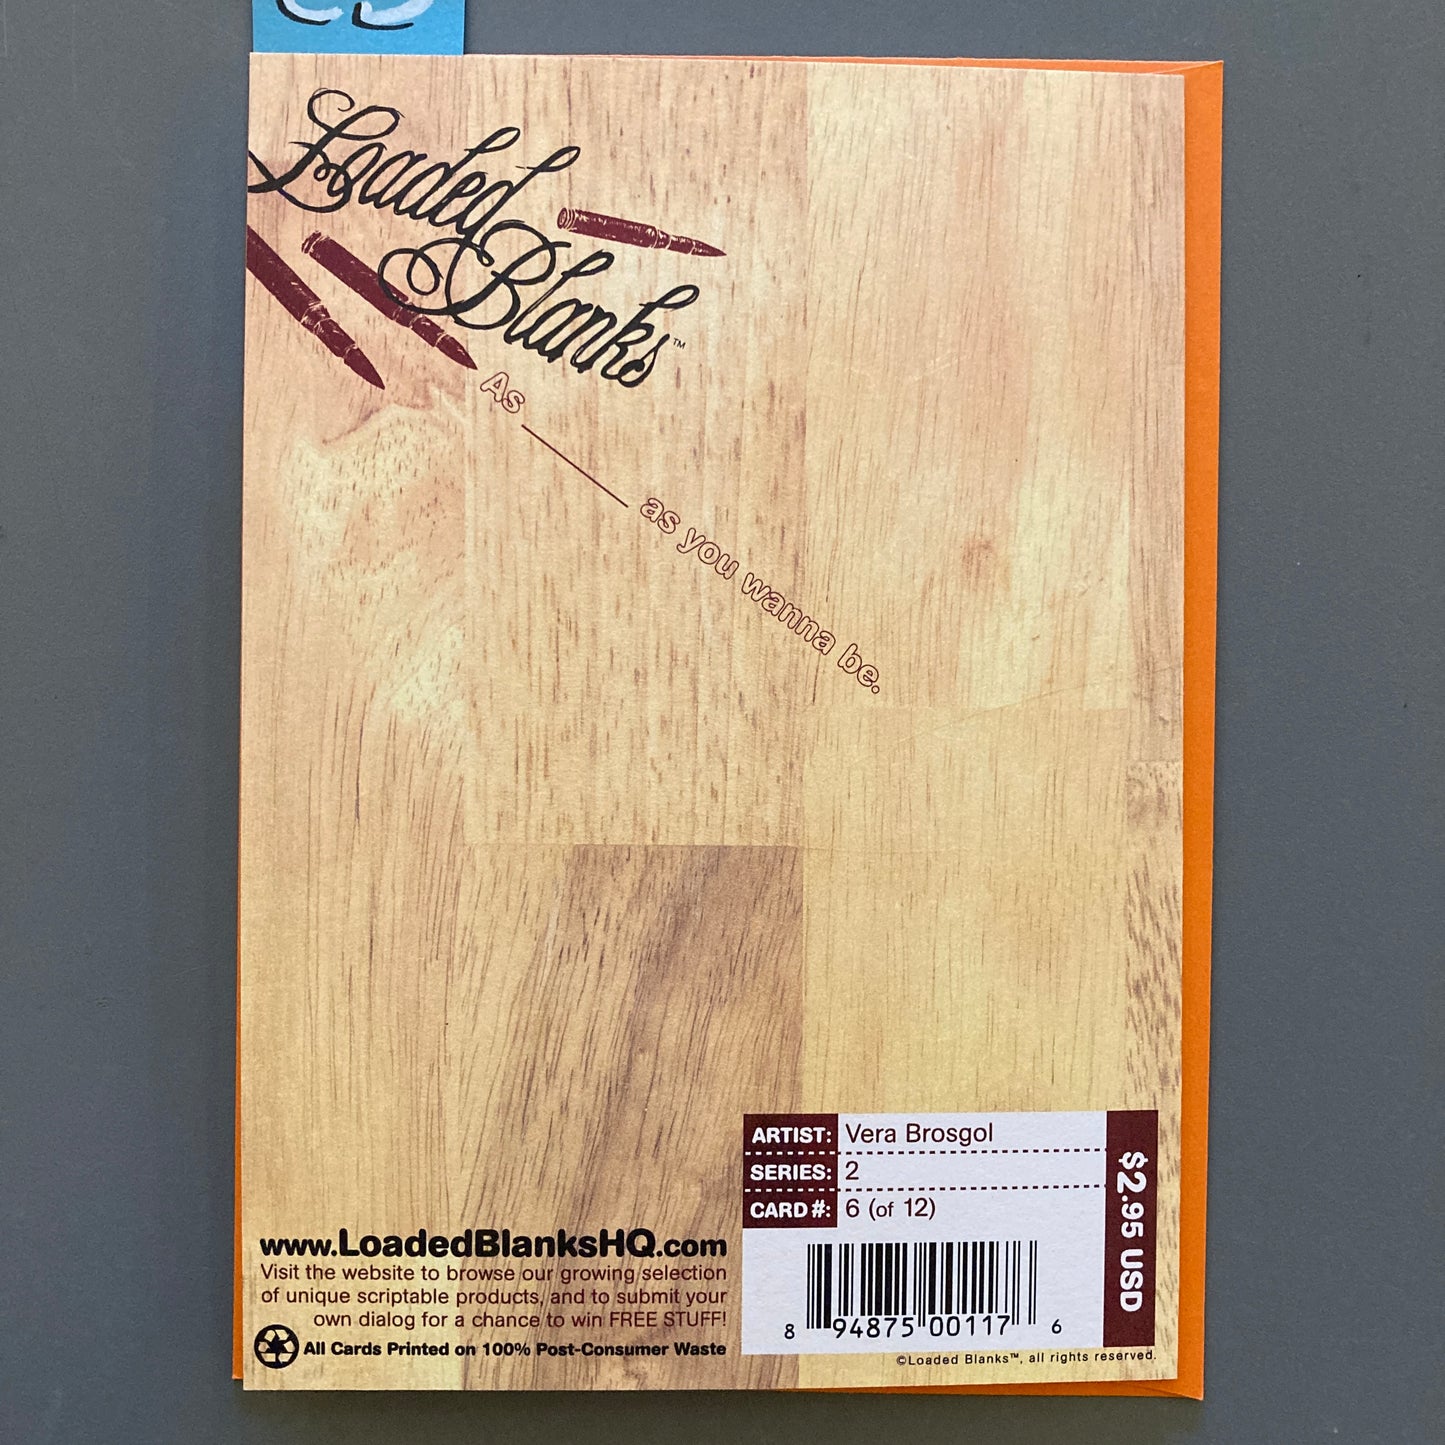 Loaded
Blanks™
As ______ as you wanna be.
ARTIST: Vera Brosgol
SERIES: 2
CARD #: 6 (of 12)
$2.95 USD
8 94875 00117 6
©Loaded Blanks™, all rights reserved.
www.LoadedBlanksHQ.com
Visit the website to browse our growing selection
of unique scriptable products, and to submit your
own dialog for a chance to win FREE STUFF!
All Cards Printed on 100% Post-Consumer Waste